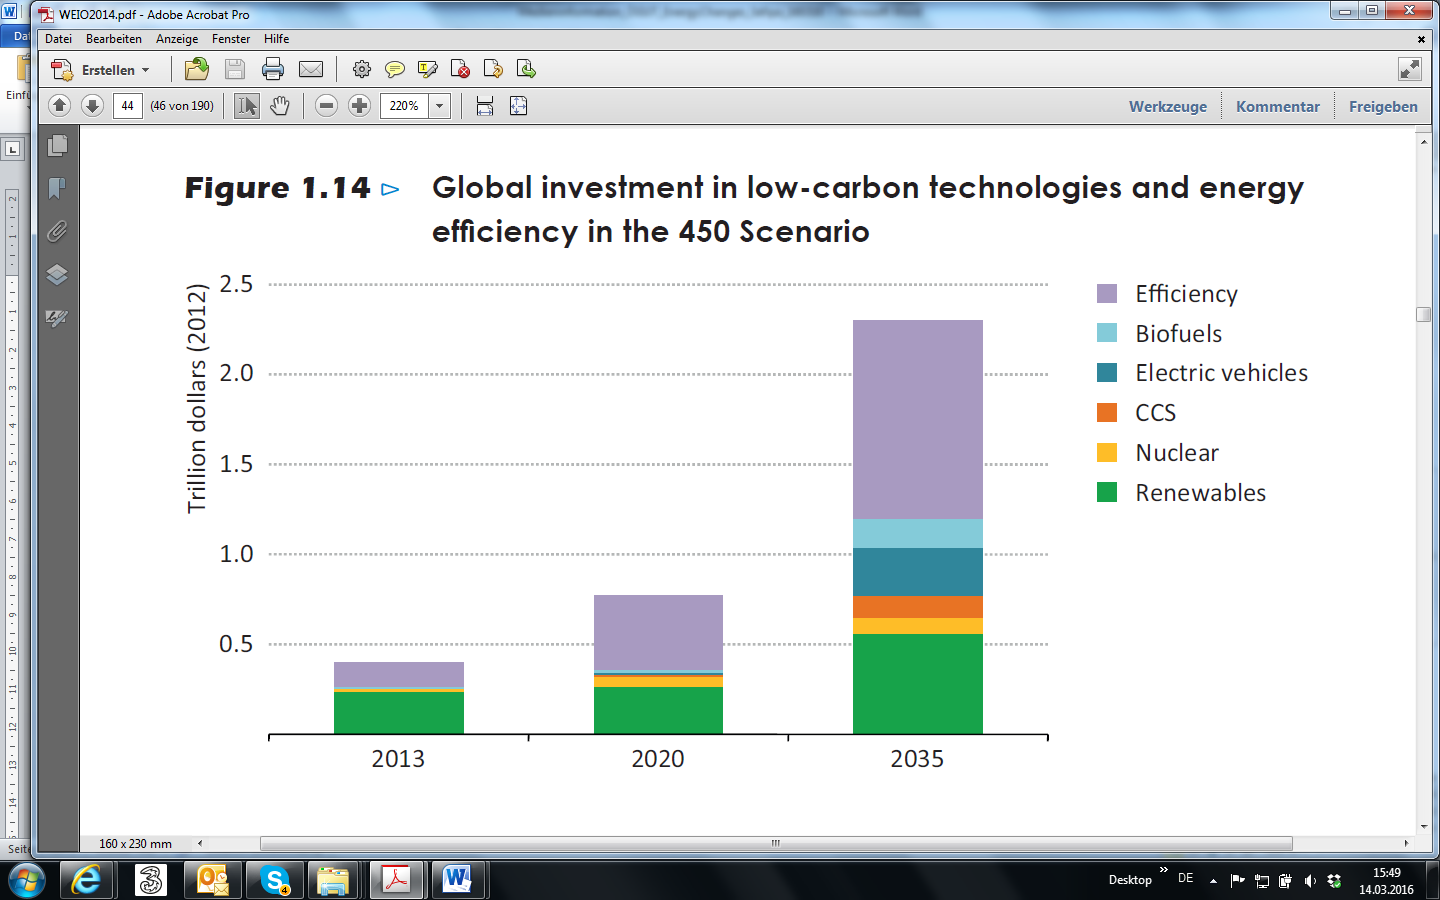 WEIO2014.pdf - Adobe Acrobat Pro
Datei Bearbeiten Anzeige Fenster Hilfe
Erstellen
44 (46 von 190) 220% Werkzeuge Kommentar Freigeben
Figure 1.14 ▷ Global investment in low-carbon technologies and energy
efficiency in the 450 Scenario
Trillion dollars (2012)
2.5
2.0
1.5
1.0
0.5
2013 2020 2035
Efficiency
Biofuels
Electric vehicles
CCS
Nuclear
Renewables
160 x 230 mm
Seite
Desktop » DE 15:49
14.03.2016